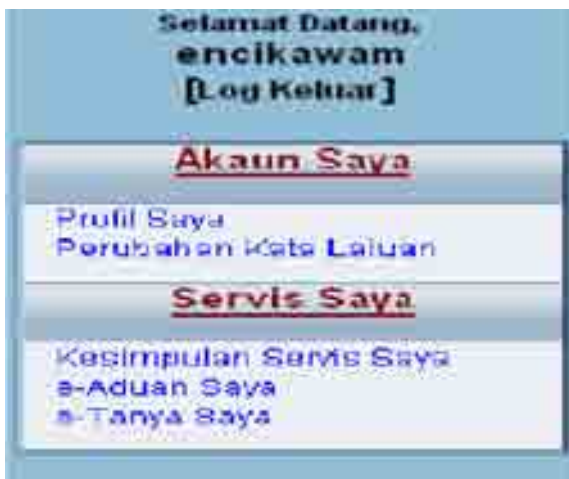 Selamat Datang,
encikawam
[Log Keluar]
Akaun Saya
Profil Saya
Perubahan Kata Laluan
Servis Saya
Kesimpulan Servis Saya
e-Aduan Saya
e-Tanya Saya